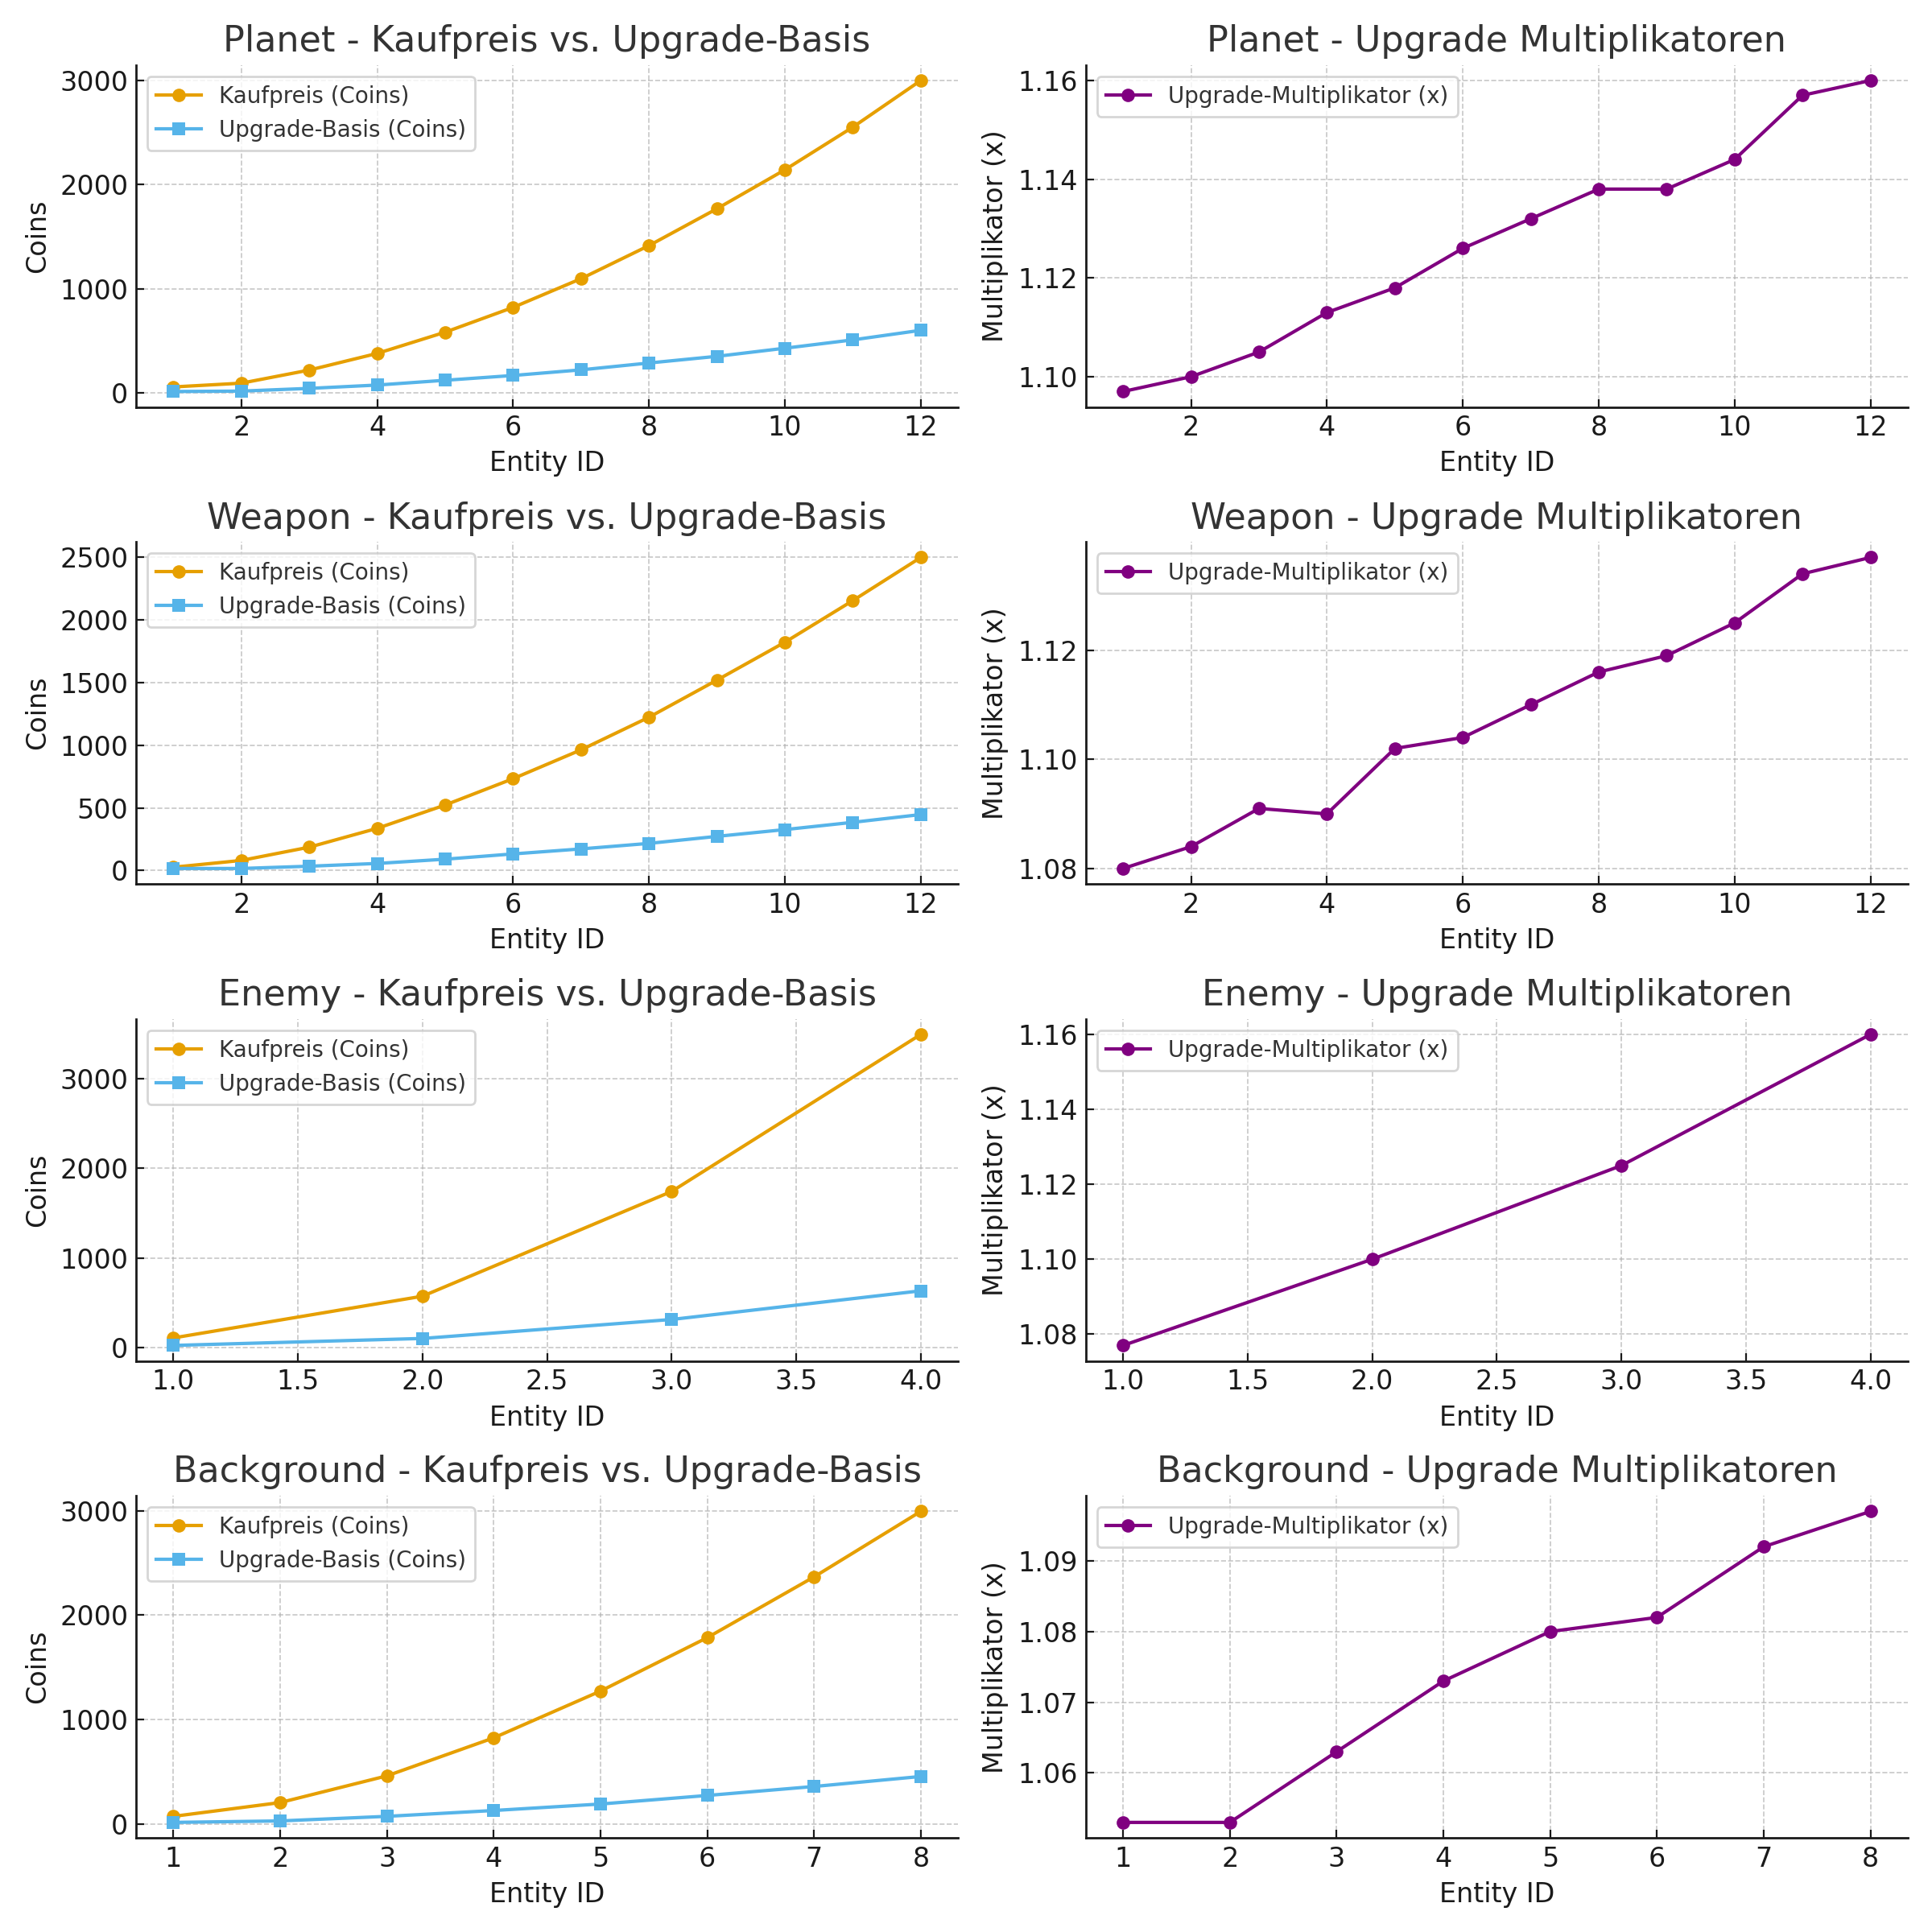 Planet - Kaufpreis vs. Upgrade-Basis
Kaufpreis (Coins)
Upgrade-Basis (Coins)
3000
2000
1000
0
Coins
2 4 6 8 10 12
Entity ID
Planet - Upgrade Multiplikatoren
Upgrade-Multiplikator (x)
1.16
1.14
1.12
1.10
Multiplikator (x)
2 4 6 8 10 12
Entity ID
Weapon - Kaufpreis vs. Upgrade-Basis
Kaufpreis (Coins)
Upgrade-Basis (Coins)
2500
2000
1500
1000
500
0
Coins
2 4 6 8 10 12
Entity ID
Weapon - Upgrade Multiplikatoren
Upgrade-Multiplikator (x)
1.12
1.10
1.08
Multiplikator (x)
2 4 6 8 10 12
Entity ID
Enemy - Kaufpreis vs. Upgrade-Basis
Kaufpreis (Coins)
Upgrade-Basis (Coins)
3000
2000
1000
0
Coins
1.0 1.5 2.0 2.5 3.0 3.5 4.0
Entity ID
Enemy - Upgrade Multiplikatoren
Upgrade-Multiplikator (x)
1.16
1.14
1.12
1.10
1.08
Multiplikator (x)
1.0 1.5 2.0 2.5 3.0 3.5 4.0
Entity ID
Background - Kaufpreis vs. Upgrade-Basis
Kaufpreis (Coins)
Upgrade-Basis (Coins)
3000
2000
1000
0
Coins
1 2 3 4 5 6 7 8
Entity ID
Background - Upgrade Multiplikatoren
Upgrade-Multiplikator (x)
1.09
1.08
1.07
1.06
Multiplikator (x)
1 2 3 4 5 6 7 8
Entity ID